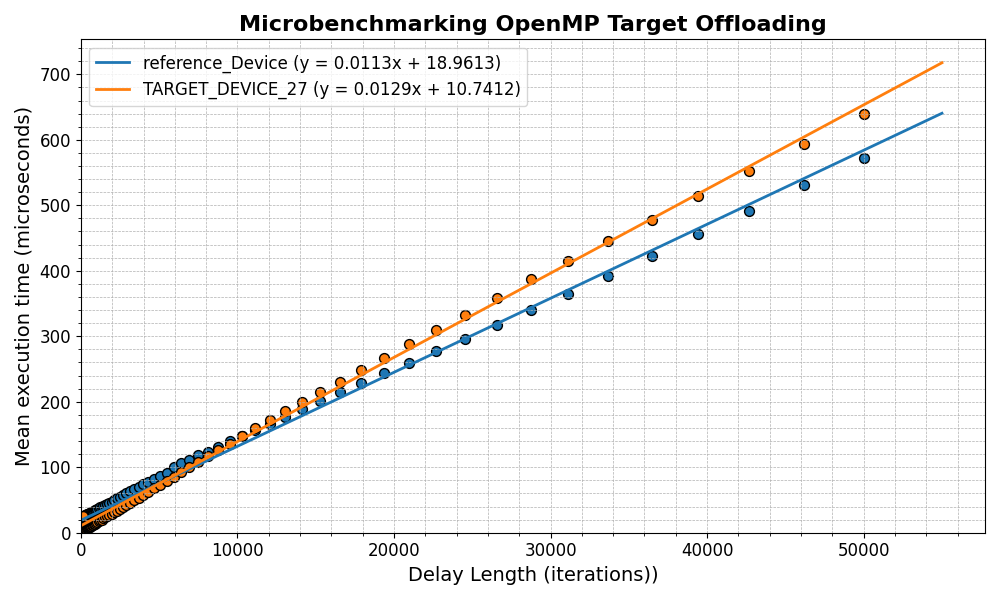 Microbenchmarking OpenMP Target Offloading
reference_Device (y = 0.0113x + 18.9613)
TARGET_DEVICE_27 (y = 0.0129x + 10.7412)
Mean execution time (microseconds)
700
600
500
400
300
200
100
0
0 10000 20000 30000 40000 50000
Delay Length (iterations))